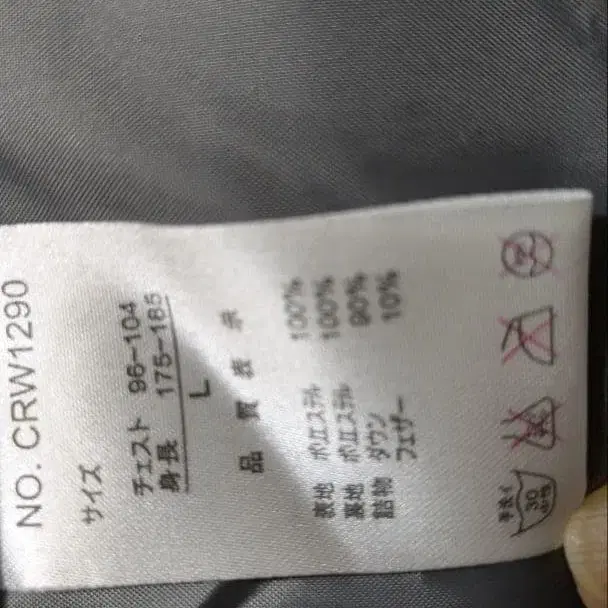 NO. CRW1290
サイズ
チェスト 96-104
身長 175-185
L
品質表示
表地 ポリエステル 100%
裏地 ポリエステル 100%
詰物 ダウン 90%
フェザー 10%
手洗イ
30
中性